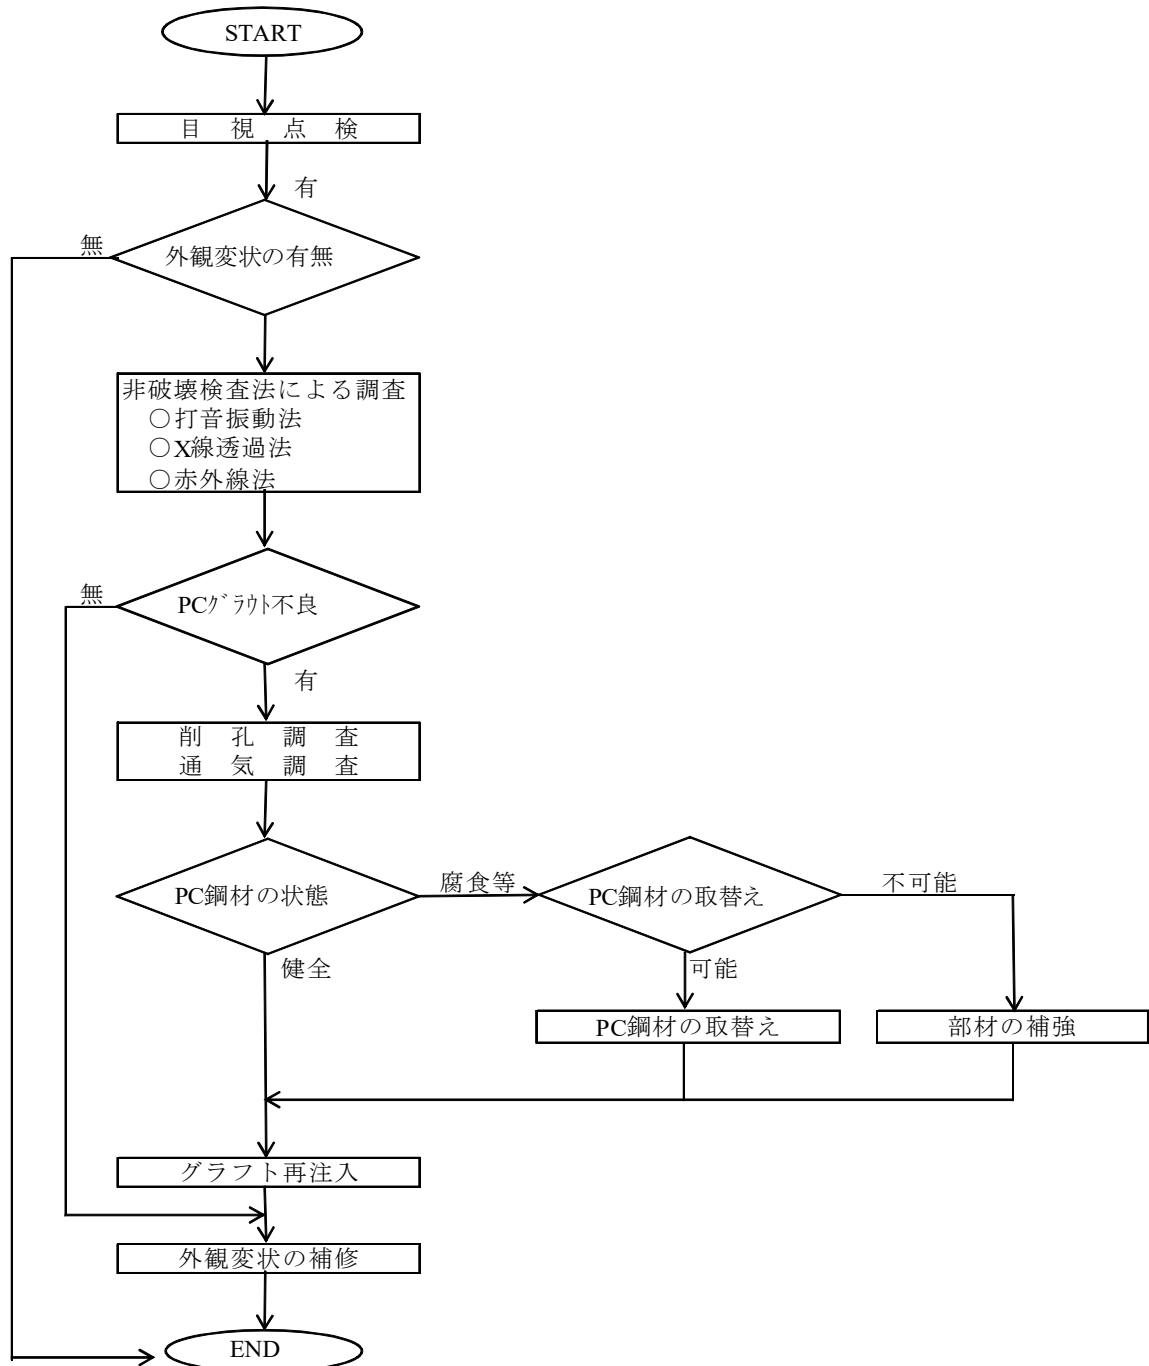 START
目視点検
有
無
外観変状の有無
非破壊検査法による調査
○打音振動法
○X線透過法
○赤外線法
無
PCｸﾞﾗｳﾄ不良
有
削孔調査
通気調査
PC鋼材の状態
腐食等
PC鋼材の取替え
不可能
健全
可能
PC鋼材の取替え
部材の補強
グラフト再注入
外観変状の補修
END